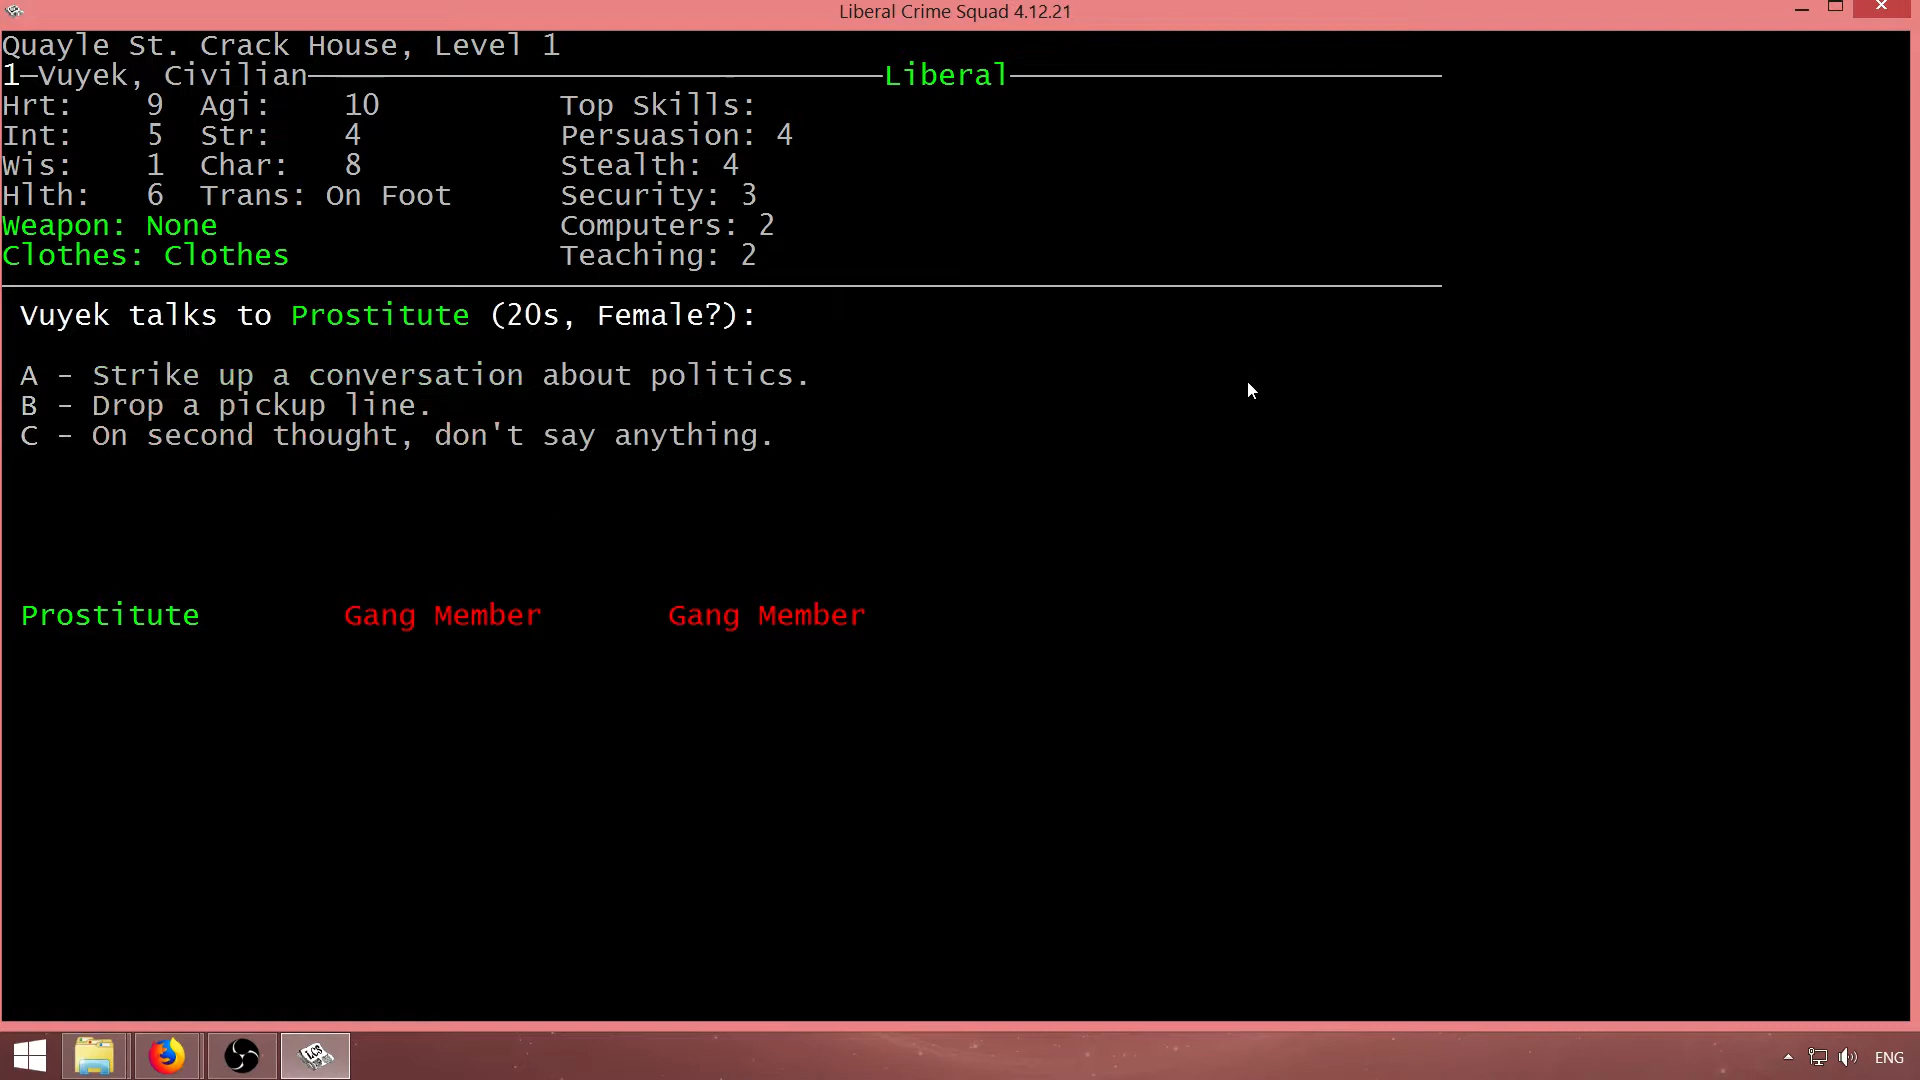 Liberal Crime Squad 4.12.21
Quayle St. Crack House, Level 1
1—Vuyek, Civilian Liberal
Hrt: 9 Agi: 10 Top Skills:
Int: 5 Str: 4 Persuasion: 4
Wis: 1 Char: 8 Stealth: 4
Hlth: 6 Trans: On Foot Security: 3
Weapon: None Computers: 2
Clothes: Clothes Teaching: 2
Vuyek talks to Prostitute (20s, Female?):
A - Strike up a conversation about politics.
B - Drop a pickup line.
C - On second thought, don't say anything.
Prostitute Gang Member Gang Member
LCS
ENG